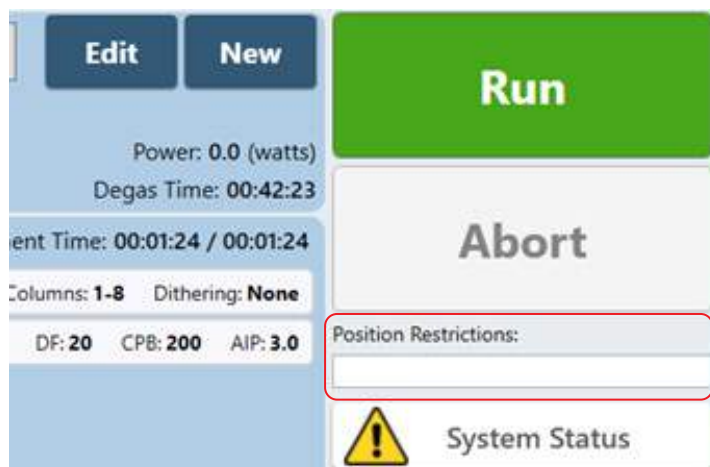 Edit
New
Run
Power: 0.0 (watts)
Degas Time: 00:42:23
Abort
Time: 00:01:24 / 00:01:24
1-8 Dithering: None
DF: 20 CPB: 200 AIP: 3.0
Position Restrictions:
System Status